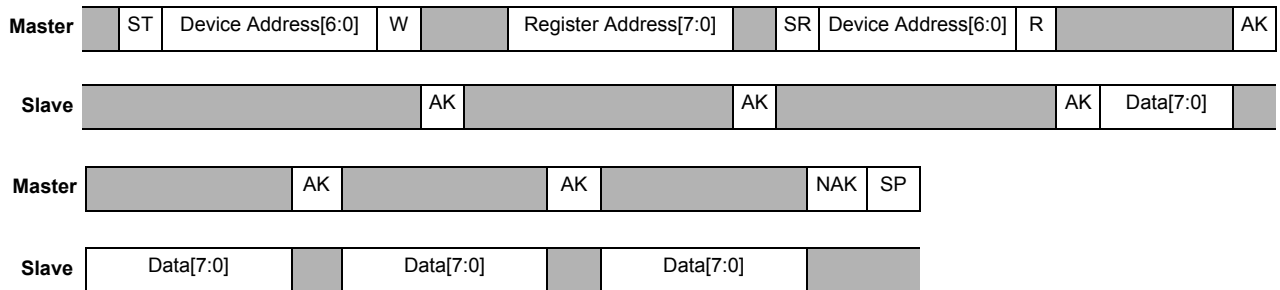 Master ST Device Address[6:0] W Register Address[7:0] SR Device Address[6:0] R AK
Slave AK AK AK Data[7:0]
Master AK AK NAK SP
Slave Data[7:0] Data[7:0] Data[7:0]